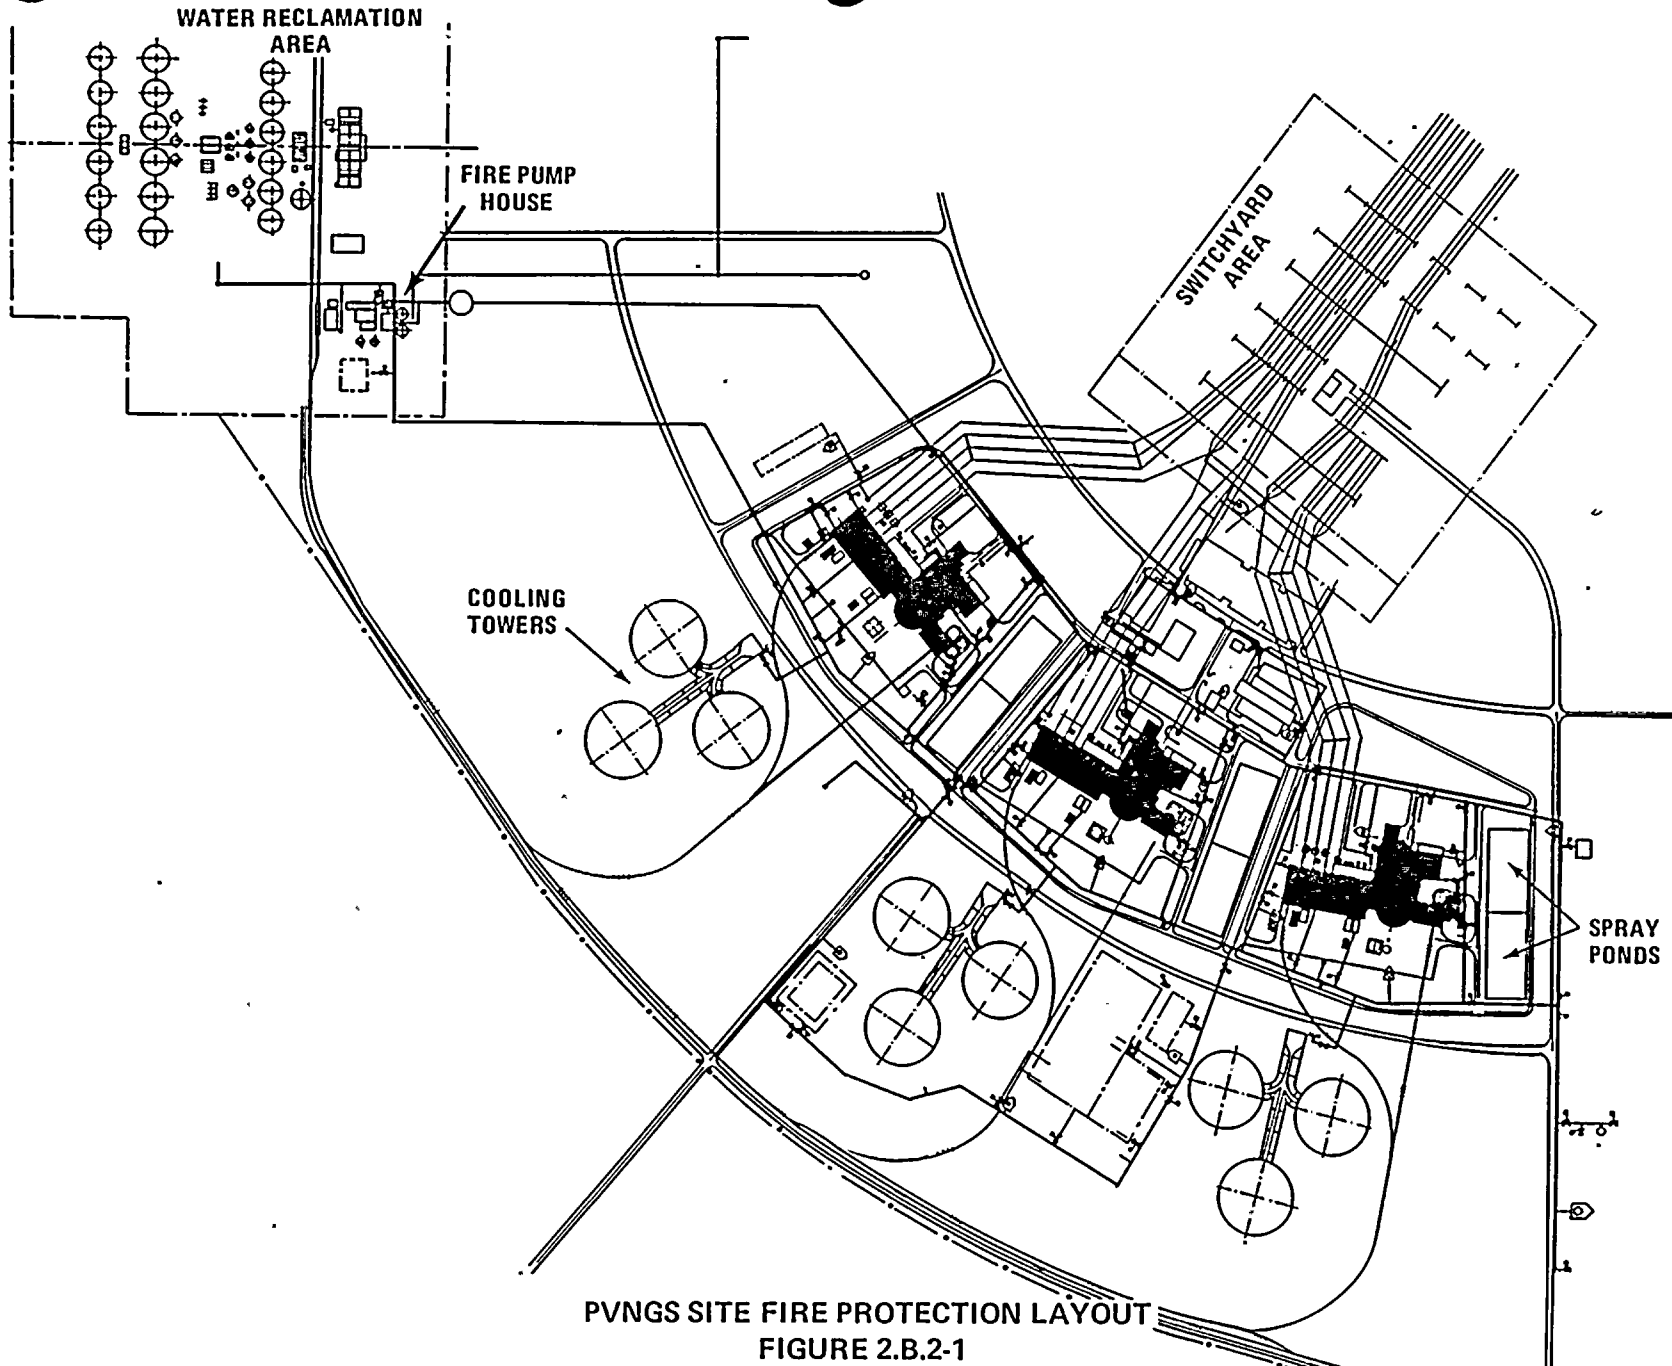 WATER RECLAMATION
AREA
FIRE PUMP
HOUSE
SWITCHYARD
AREA
COOLING
TOWERS
SPRAY
PONDS
PVNGS SITE FIRE PROTECTION LAYOUT
FIGURE 2.B.2-1